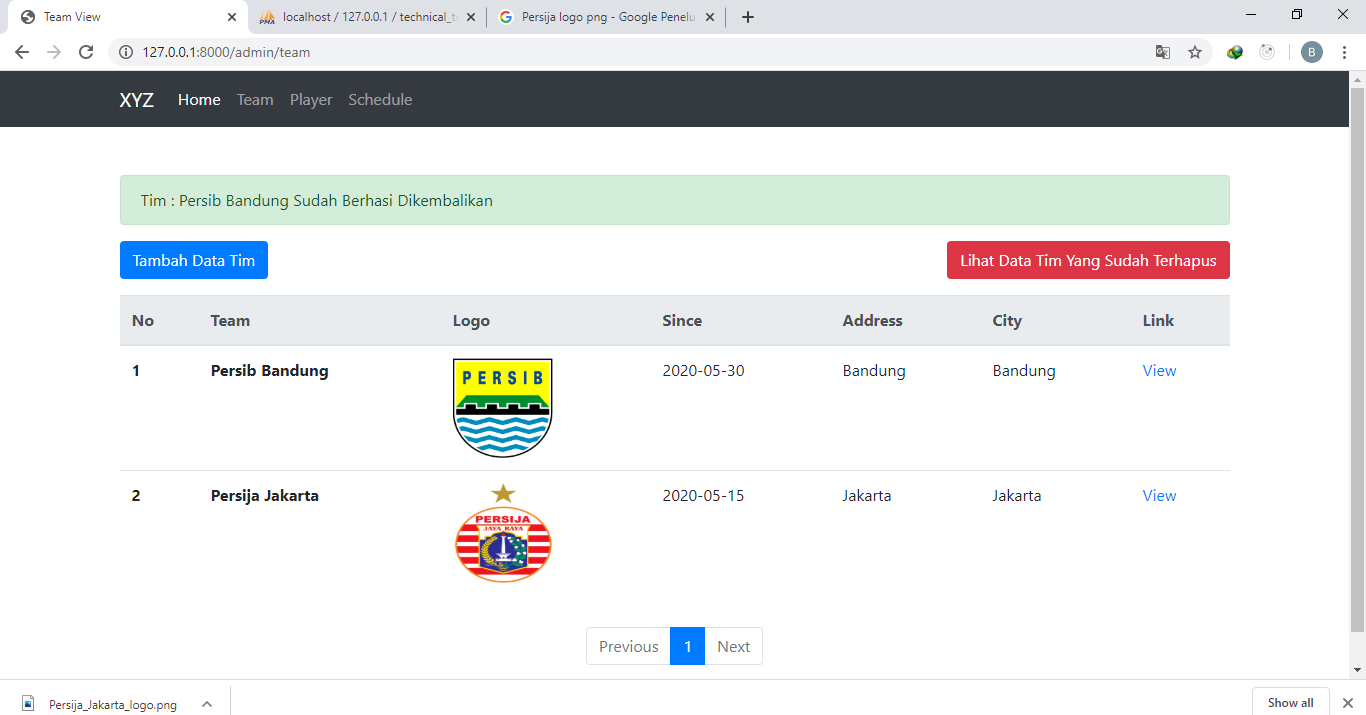 Team View
localhost / 127.0.0.1 / technical_t
Persija logo png - Google Penelu
127.0.0.1:8000/admin/team
B
XYZ Home Team Player Schedule
Tim : Persib Bandung Sudah Berhasi Dikembalikan
Tambah Data Tim
Lihat Data Tim Yang Sudah Terhapus
No Team Logo Since Address City Link
1 Persib Bandung PERSIB 2020-05-30 Bandung Bandung View
2 Persija Jakarta 2020-05-15 Jakarta Jakarta View
PERSIJA
JAYA RAYA
Previous 1 Next
Persija_Jakarta_logo.png
Show all